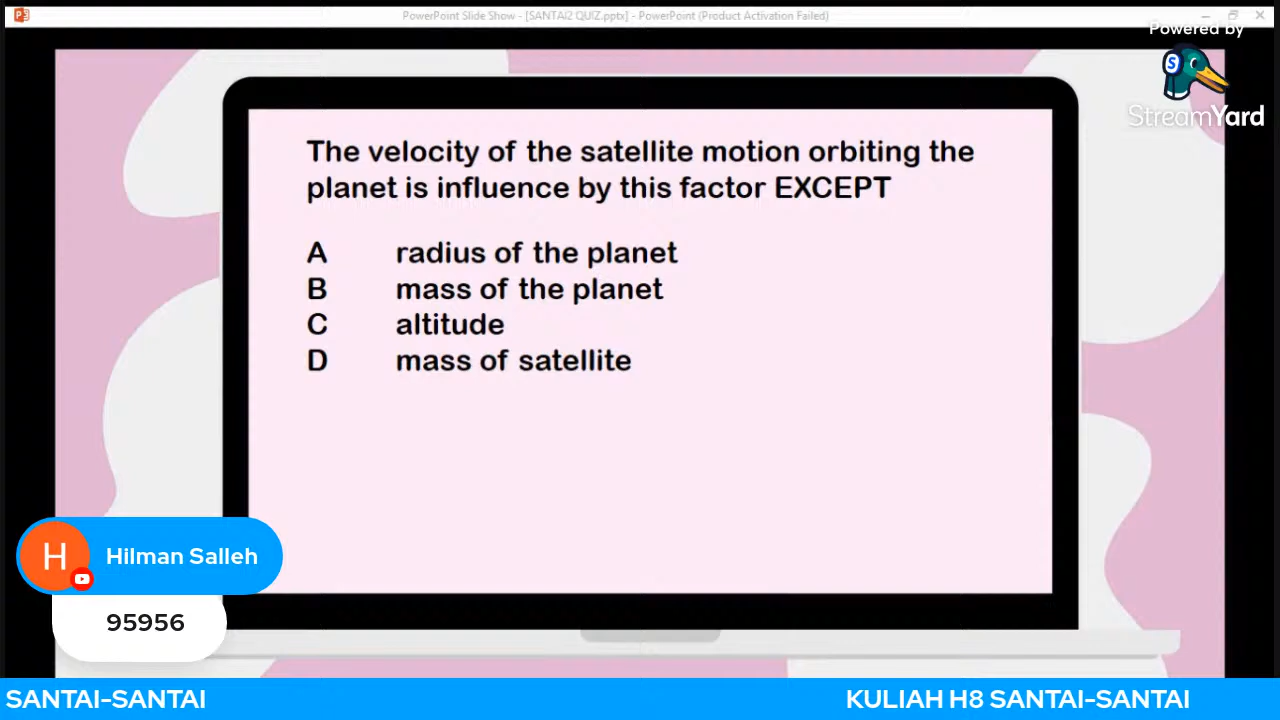 PowerPoint Slide Show - [SANTAI2 QUIZ.pptx] - PowerPoint (Product Activation Failed)
Powered by
S
StreamYard
The velocity of the satellite motion orbiting the
planet is influence by this factor EXCEPT
A radius of the planet
B mass of the planet
C altitude
D mass of satellite
H Hilman Salleh
95956
SANTAI-SANTAI KULIAH H8 SANTAI-SANTAI